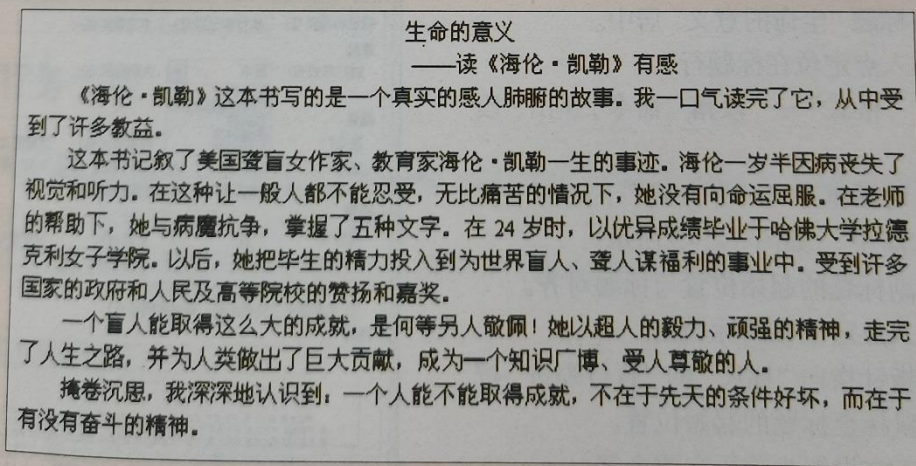 生命的意义
——读《海伦·凯勒》有感
《海伦·凯勒》这本书写的是一个真实的感人肺腑的故事。我一口气读完了它，从中受
到了许多教益。
这本书记叙了美国聋盲女作家、教育家海伦·凯勒一生的事迹。海伦一岁半因病丧失了
视觉和听力。在这种让一般人都不能忍受，无比痛苦的情况下，她没有向命运屈服。在老师
的帮助下，她与病魔抗争，掌握了五种文字。在 24 岁时，以优异成绩毕业于哈佛大学拉德
克利女子学院。以后，她把毕生的精力投入到为世界盲人、聋人谋福利的事业中。受到许多
国家的政府和人民及高等院校的赞扬和嘉奖。
一个盲人能取得这么大的成就，是何等另人敬佩！她以超人的毅力、顽强的精神，走完
了人生之路，并为人类做出了巨大贡献，成为一个知识广博、受人尊敬的人。
掩卷沉思，我深深地认识到：一个人能不能取得成就，不在于先天的条件好坏，而在于
有没有奋斗的精神。